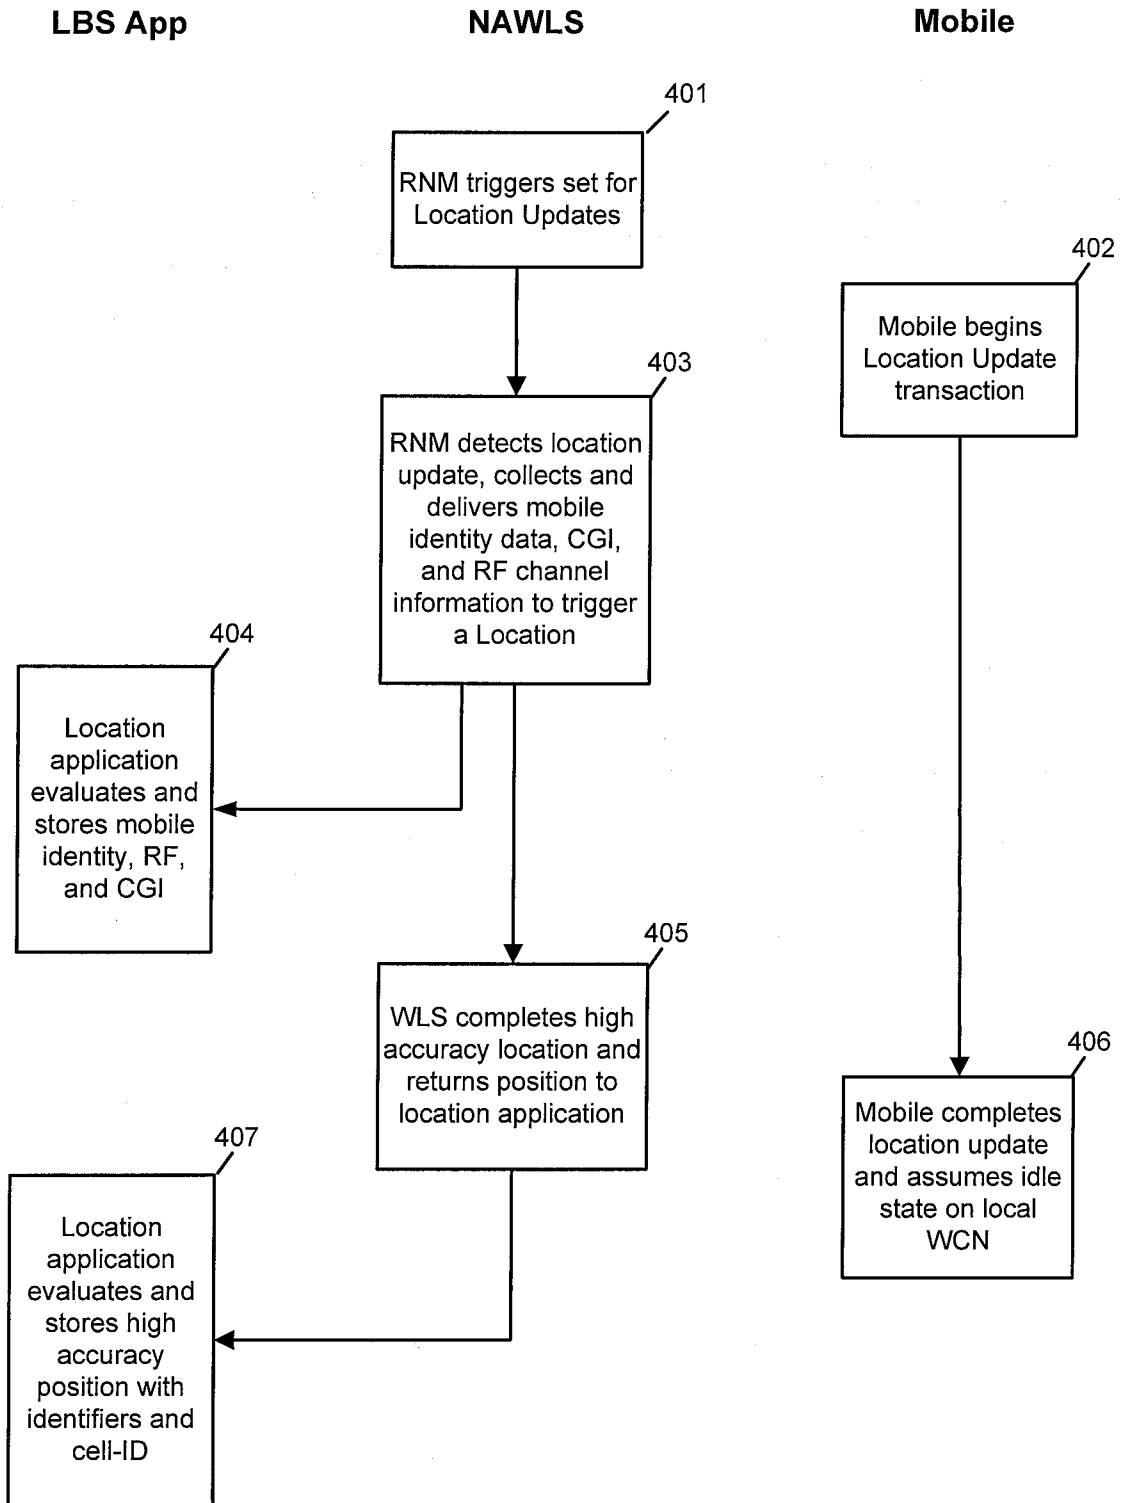 LBS App
NAWLS
Mobile
401
RNM triggers set for
Location Updates
402
Mobile begins
Location Update
transaction
403
RNM detects location
update, collects and
delivers mobile
identity data, CGI,
and RF channel
information to trigger
a Location
404
Location
application
evaluates and
stores mobile
identity, RF,
and CGI
405
WLS completes high
accuracy location and
returns position to
location application
406
Mobile completes
location update
and assumes idle
state on local
WCN
407
Location
application
evaluates and
stores high
accuracy
position with
identifiers and
cell-ID